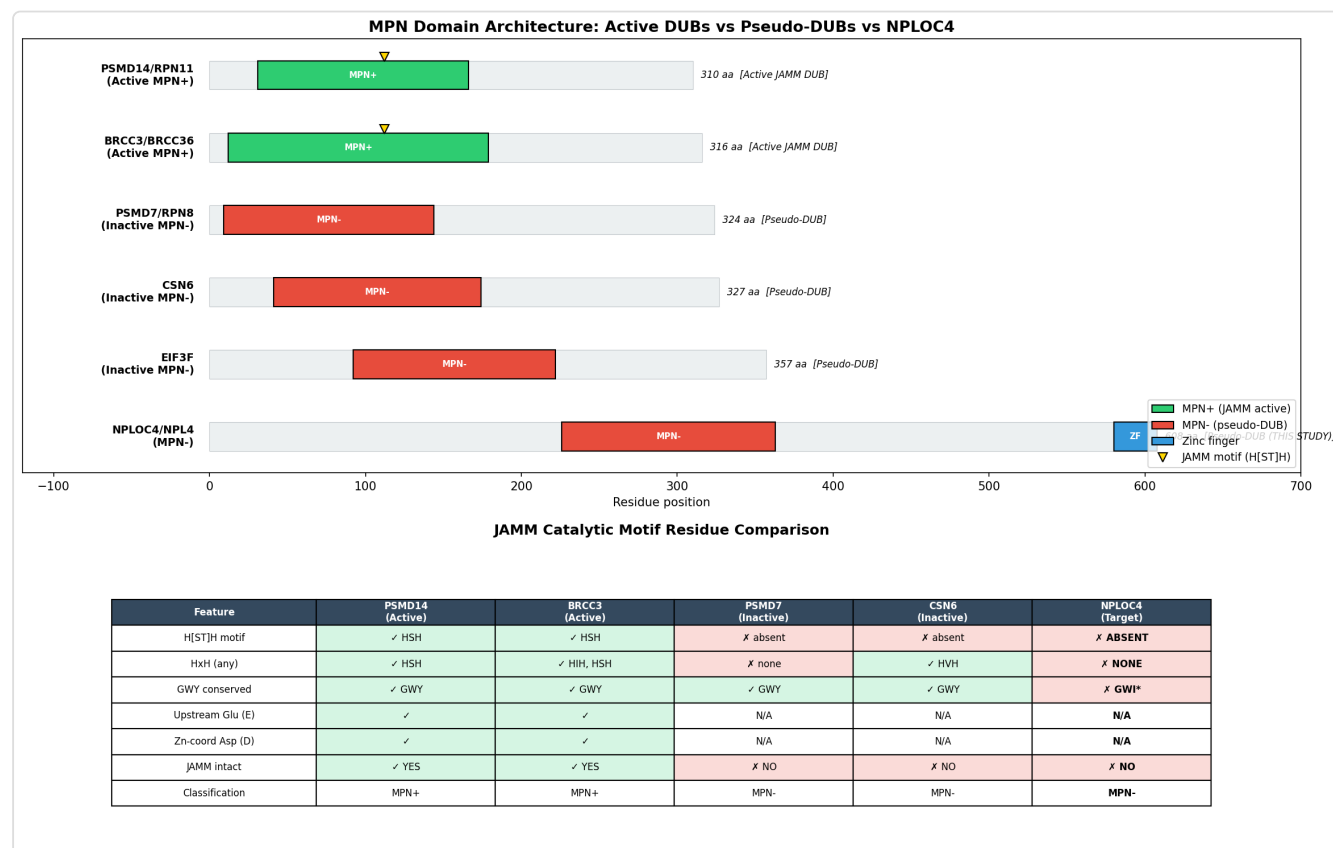 MPN Domain Architecture: Active DUBs vs Pseudo-DUBs vs NPLOC4
PSMD14/RPN11
(Active MPN+)
MPN+
310 aa [Active JAMM DUB]
BRCC3/BRCC36
(Active MPN+)
MPN+
316 aa [Active JAMM DUB]
PSMD7/RPN8
(Inactive MPN-)
MPN-
324 aa [Pseudo-DUB]
CSN6
(Inactive MPN-)
MPN-
327 aa [Pseudo-DUB]
EIF3F
(Inactive MPN-)
MPN-
357 aa [Pseudo-DUB]
NPLOC4/NPL4
(MPN-)
MPN-
ZF
608 aa [Pseudo-DUB (THIS STUDY)]
MPN+ (JAMM active)
MPN- (pseudo-DUB)
Zinc finger
JAMM motif (H[ST]H)
−100 0 100 200 300 400 500 600 700
Residue position
JAMM Catalytic Motif Residue Comparison
Feature PSMD14 (Active) BRCC3 (Active) PSMD7 (Inactive) CSN6 (Inactive) NPLOC4 (Target)
H[ST]H motif ✓ HSH ✓ HSH ✗ absent ✗ absent ✗ ABSENT
HxH (any) ✓ HSH ✓ HIH, HSH ✗ none ✓ HVH ✗ NONE
GWY conserved ✓ GWY ✓ GWY ✓ GWY ✓ GWY ✗ GWI*
Upstream Glu (E) ✓ ✓ N/A N/A N/A
Zn-coord Asp (D) ✓ ✓ N/A N/A N/A
JAMM intact ✓ YES ✓ YES ✗ NO ✗ NO ✗ NO
Classification MPN+ MPN+ MPN- MPN- MPN-